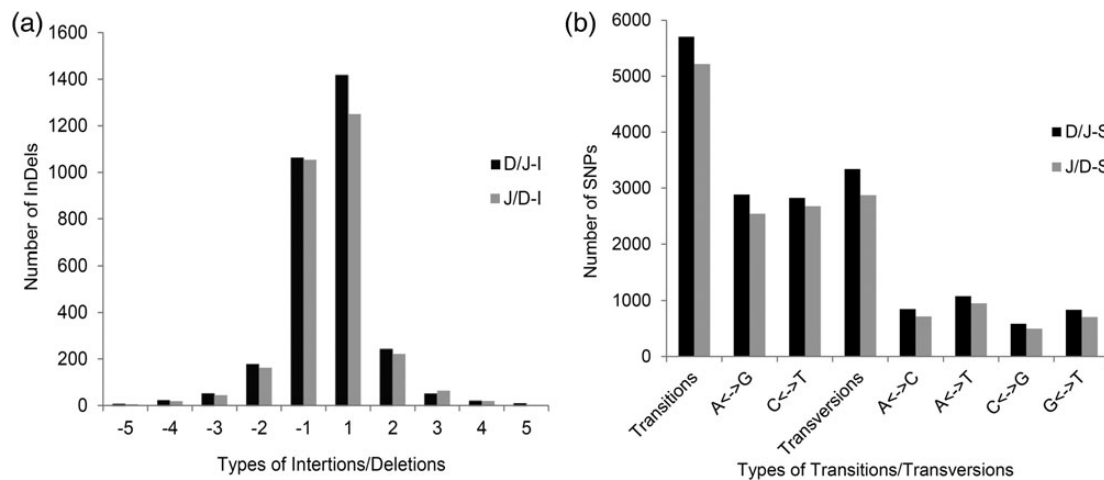 (a)
1600
1400
1200
1000
800
600
400
200
0
Number of InDels
-5 -4 -3 -2 -1 1 2 3 4 5
Types of Intertions/Deletions
D/J-I
J/D-I
(b)
6000
5000
4000
3000
2000
1000
0
Number of SNPs
Transitions A<->G C<->T Transversions A<->C A<->T C<->G G<->T
Types of Transitions/Transversions
D/J-S
J/D-S